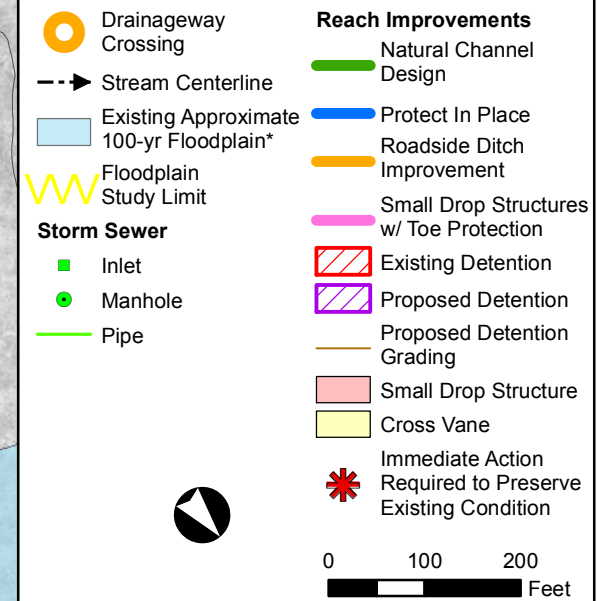 Drainageway
Crossing
Stream Centerline
Existing Approximate
100-yr Floodplain*
Floodplain
Study Limit
Storm Sewer
Inlet
Manhole
Pipe
Reach Improvements
Natural Channel
Design
Protect In Place
Roadside Ditch
Improvement
Small Drop Structures
w/ Toe Protection
Existing Detention
Proposed Detention
Proposed Detention
Grading
Small Drop Structure
Cross Vane
Immediate Action
Required to Preserve
Existing Condition
0 100 200
Feet